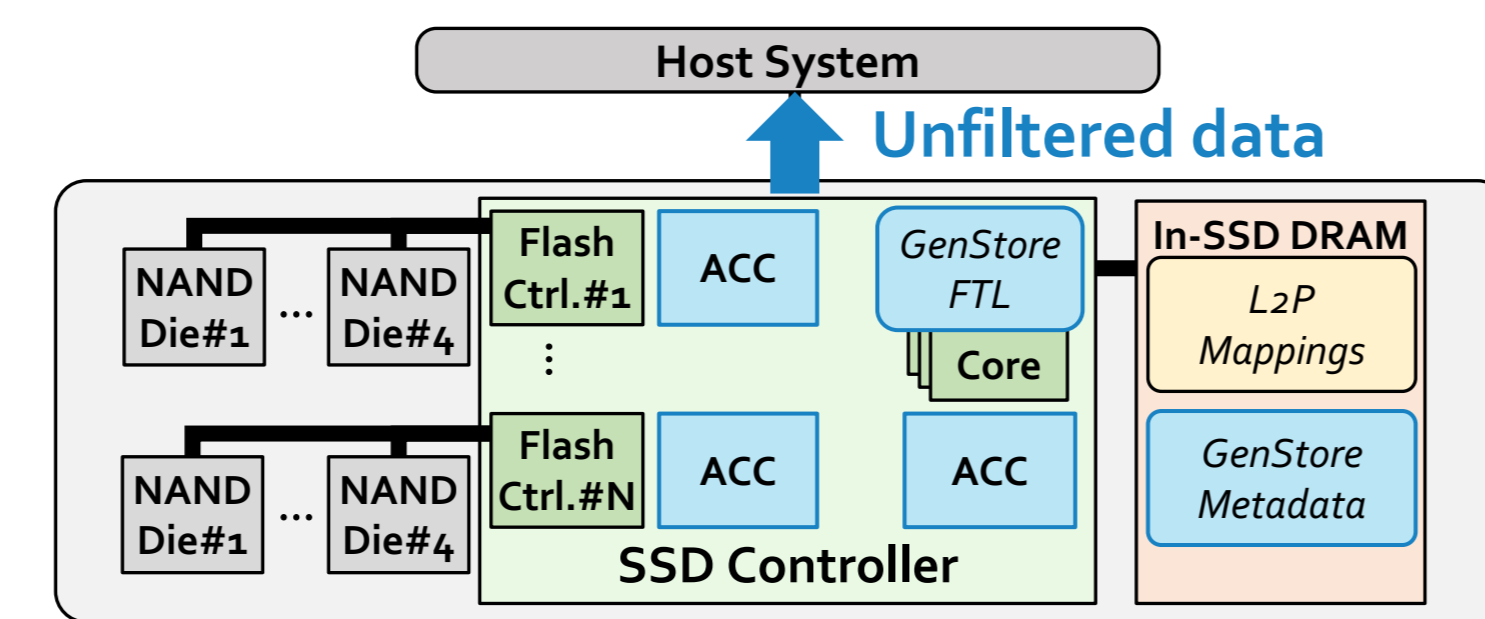 Host System
Unfiltered data
NAND
Die#1
...
NAND
Die#4
Flash
Ctrl.#1
ACC
GenStore
FTL
Core
In-SSD DRAM
L2P
Mappings
...
NAND
Die#1
...
NAND
Die#4
Flash
Ctrl.#N
ACC
ACC
GenStore
Metadata
SSD Controller